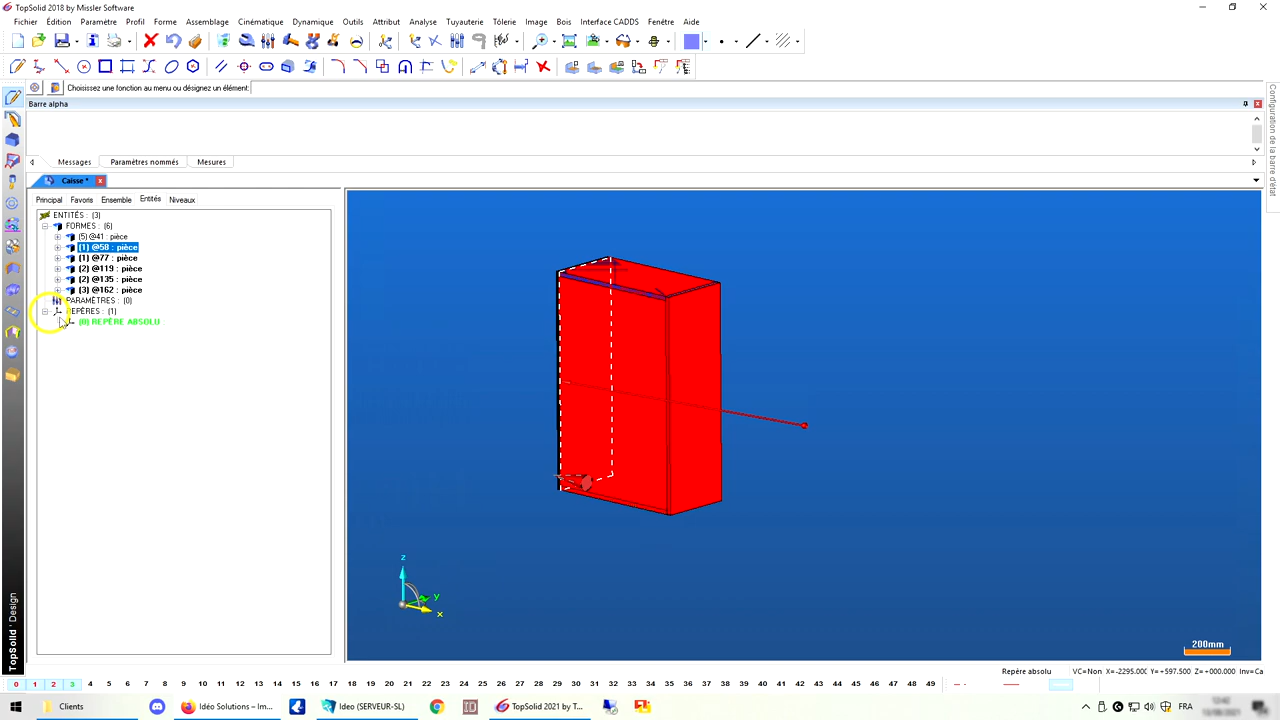 TopSolid 2018 by Missler Software
Fichier Édition Paramètre Profil Forme Assemblage Cinématique Dynamique Outils Attribut Analyse Tuyauterie Tôlerie Image Bois Interface CADDS Fenêtre Aide
Choisissez une fonction au menu ou désignez un élément:
Barre alpha
Messages Paramètres nommés Mesures
Caisse *
Principal Favoris Ensemble Entités Niveaux
ENTITÉS : (3)
FORMES : (6)
(5) @41 : pièce
(1) @58 : pièce
(1) @77 : pièce
(2) @119 : pièce
(2) @135 : pièce
(3) @162 : pièce
PARAMÈTRES : (0)
REPÈRES : (1)
(0) REPÈRE ABSOLU
z
y
x
200mm
TopSolid ' Design
Configuration de la barre d'état
Repère absolu VC=Non X=-2295.000 Y=+597.500 Z=+000.000 Inv=Ca
0 1 2 3 4 5 6 7 8 9 10 11 12 13 14 15 16 17 18 19 20 21 22 23 24 25 26 27 28 29 30 31 32 33 34 35 36 37 38 39 40 41 42 43 44 45 46 47 48 49
Clients Idéo Solutions – Im... Ideo (SERVEUR-SL) ID TopSolid 2021 by T... FRA